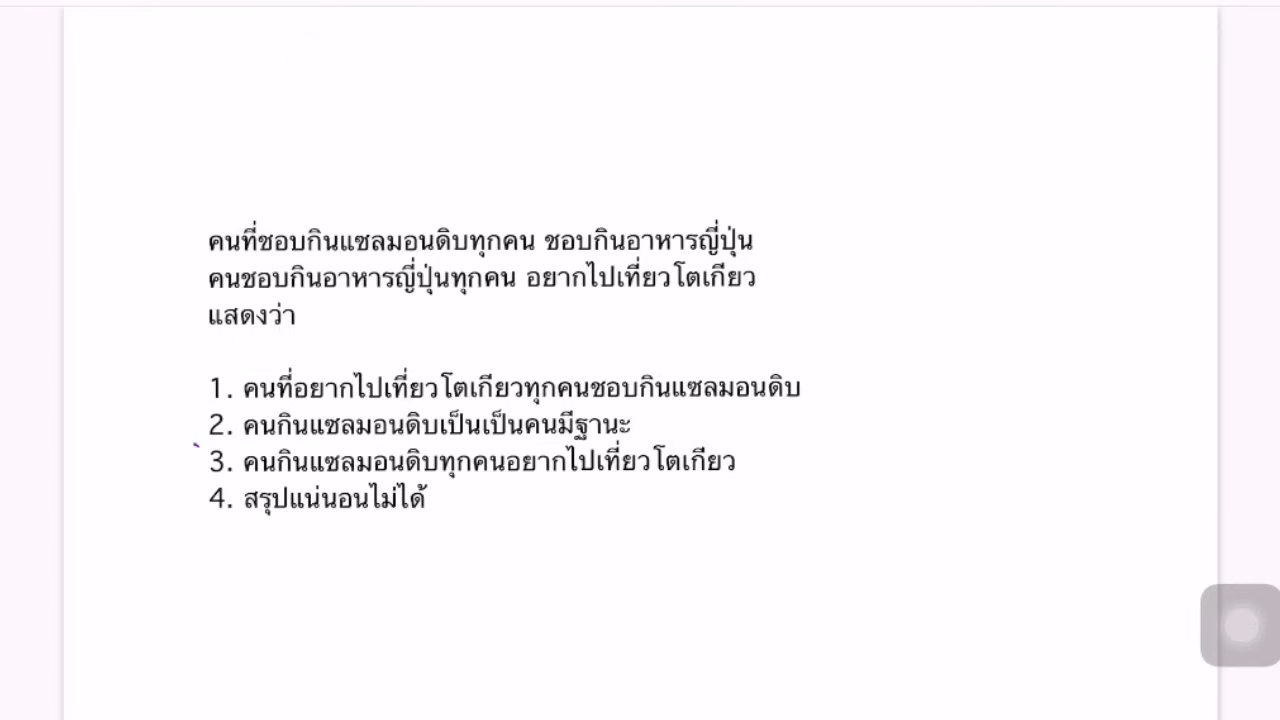 คนที่ชอบกินแซลมอนดิบทุกคน ชอบกินอาหารญี่ปุ่น
คนชอบกินอาหารญี่ปุ่นทุกคน อยากไปเที่ยวโตเกียว
แสดงว่า
1. คนที่อยากไปเที่ยวโตเกียวทุกคนชอบกินแซลมอนดิบ
2. คนกินแซลมอนดิบเป็นเป็นคนมีฐานะ
3. คนกินแซลมอนดิบทุกคนอยากไปเที่ยวโตเกียว
4. สรุปแน่นอนไม่ได้